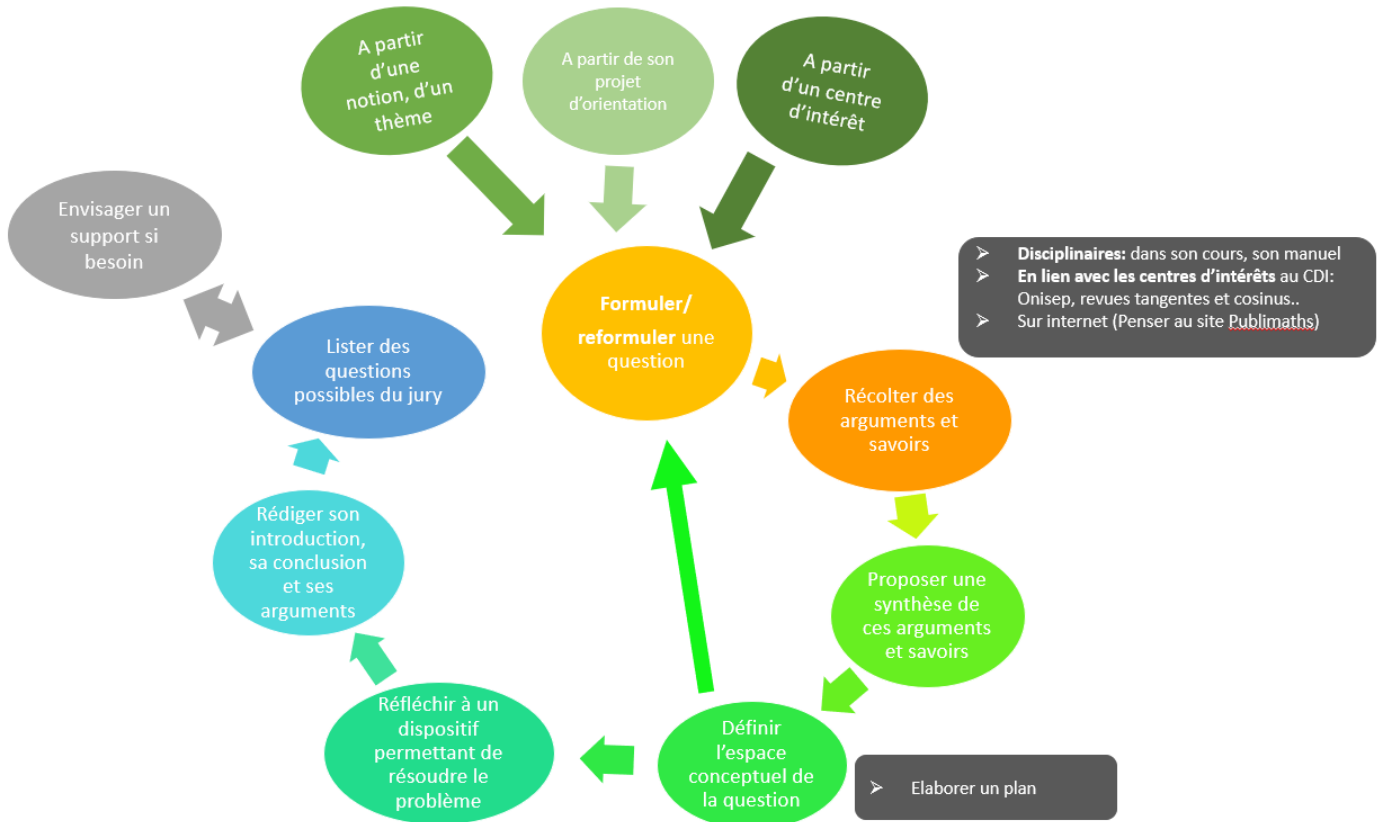 A partir
d’une
notion, d’un
thème
A partir de son
projet
d’orientation
A partir
d’un centre
d’intérêt
Envisager un
support si
besoin
Formuler/
reformuler une
question
➢ Disciplinaires: dans son cours, son manuel
➢ En lien avec les centres d’intérêts au CDI:
Onisep, revues tangentes et cosinus..
➢ Sur internet (Penser au site Publimaths)
Lister des
questions
possibles du jury
Récolter des
arguments et
savoirs
Rédiger son
introduction,
sa conclusion
et ses
arguments
Proposer une
synthèse de
ces arguments
et savoirs
Réfléchir à un
dispositif
permettant de
résoudre le
problème
Définir
l’espace
conceptuel de
la question
➢ Elaborer un plan